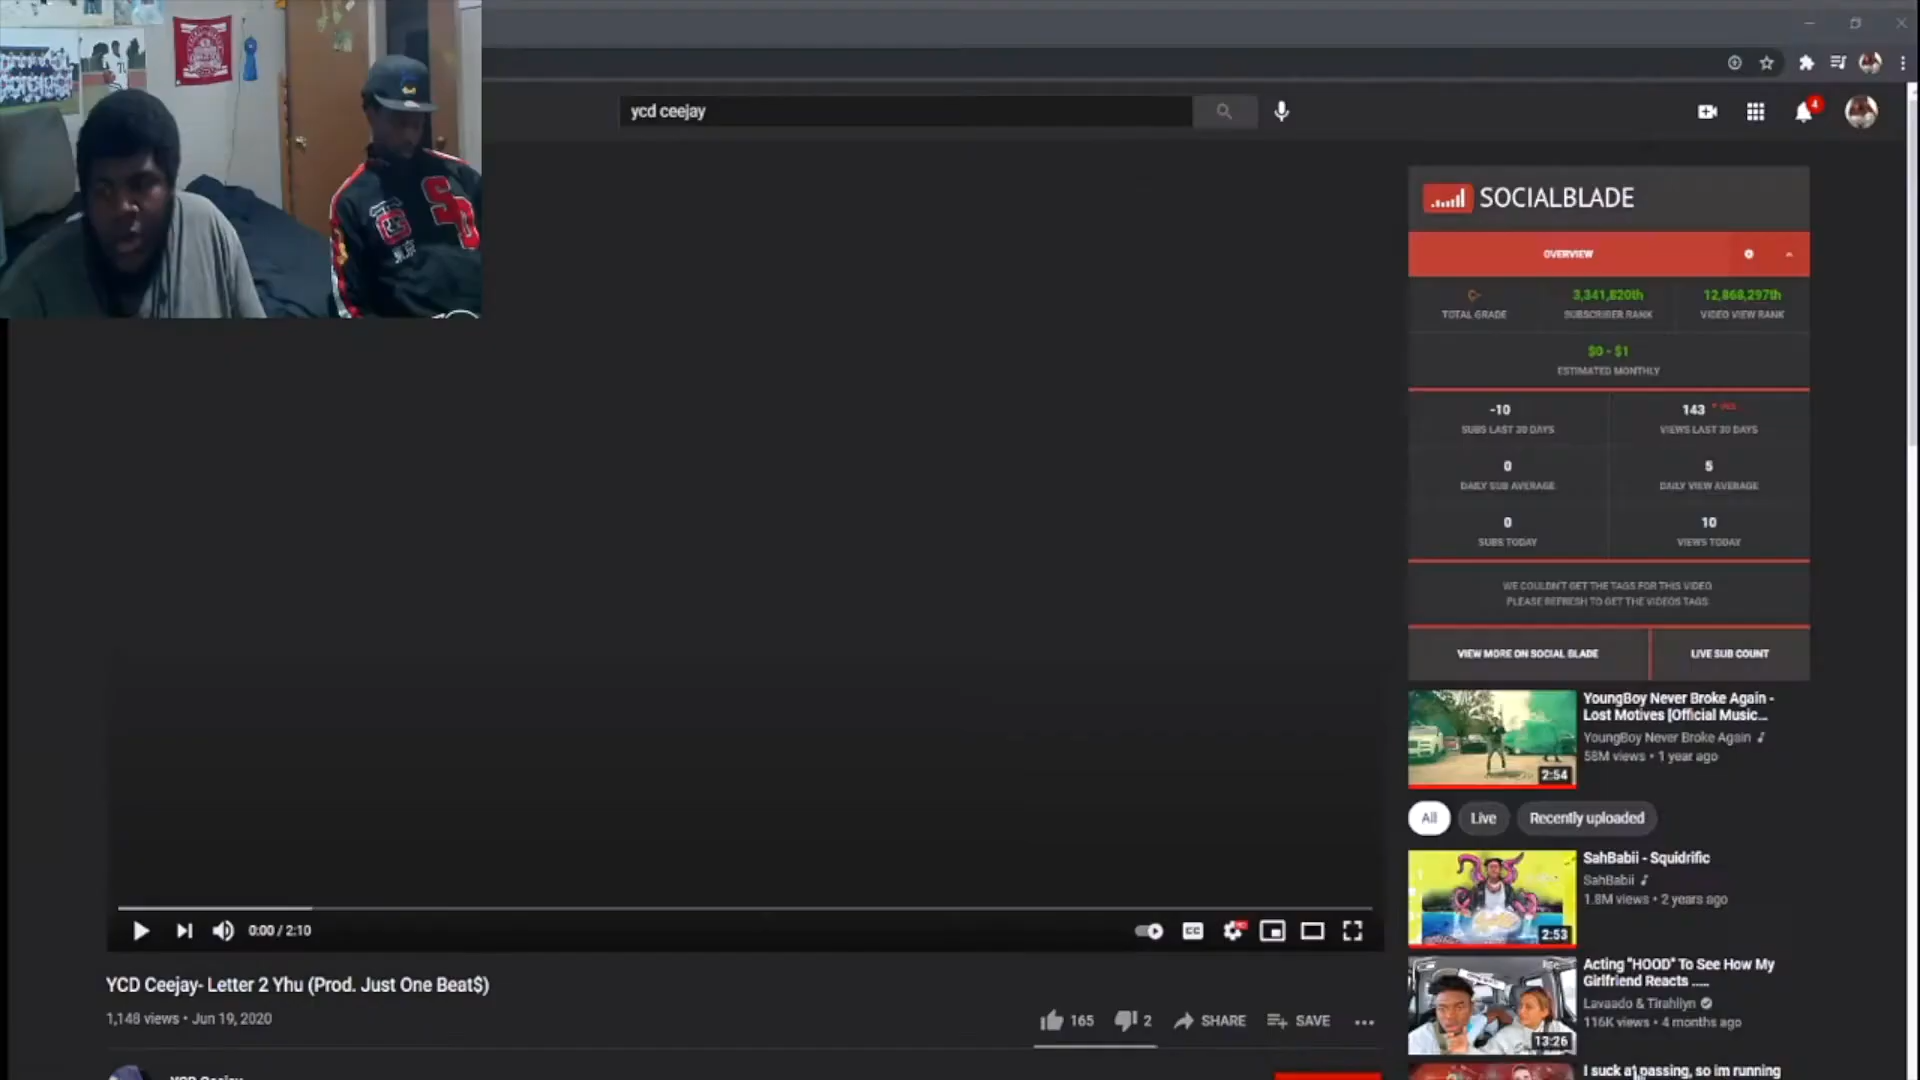 ycd ceejay
4
SOCIALBLADE
OVERVIEW
C-
TOTAL GRADE
3,341,820th
SUBSCRIBER RANK
12,868,297th
VIDEO VIEW RANK
$0 - $1
ESTIMATED MONTHLY
-10
SUBS LAST 30 DAYS
143
VIEWS LAST 30 DAYS
0
DAILY SUB AVERAGE
5
DAILY VIEW AVERAGE
0
SUBS TODAY
10
VIEWS TODAY
WE COULDN'T GET THE TAGS FOR THIS VIDEO
PLEASE REFRESH TO GET THE VIDEOS TAGS
VIEW MORE ON SOCIAL BLADE
LIVE SUB COUNT
YoungBoy Never Broke Again -
Lost Motives [Official Music...
YoungBoy Never Broke Again
58M views • 1 year ago
2:54
All
Live
Recently uploaded
SahBabii - Squidrific
SahBabii
1.8M views • 2 years ago
2:53
Acting "HOOD" To See How My
Girlfriend Reacts .....
Lavaado & Tirahllyn
116K views • 4 months ago
13:26
I suck at passing, so im running
0:00 / 2:10
CC
YCD Ceejay- Letter 2 Yhu (Prod. Just One Beat$)
1,148 views • Jun 19, 2020
165
2
SHARE
SAVE
YCD Ceejay